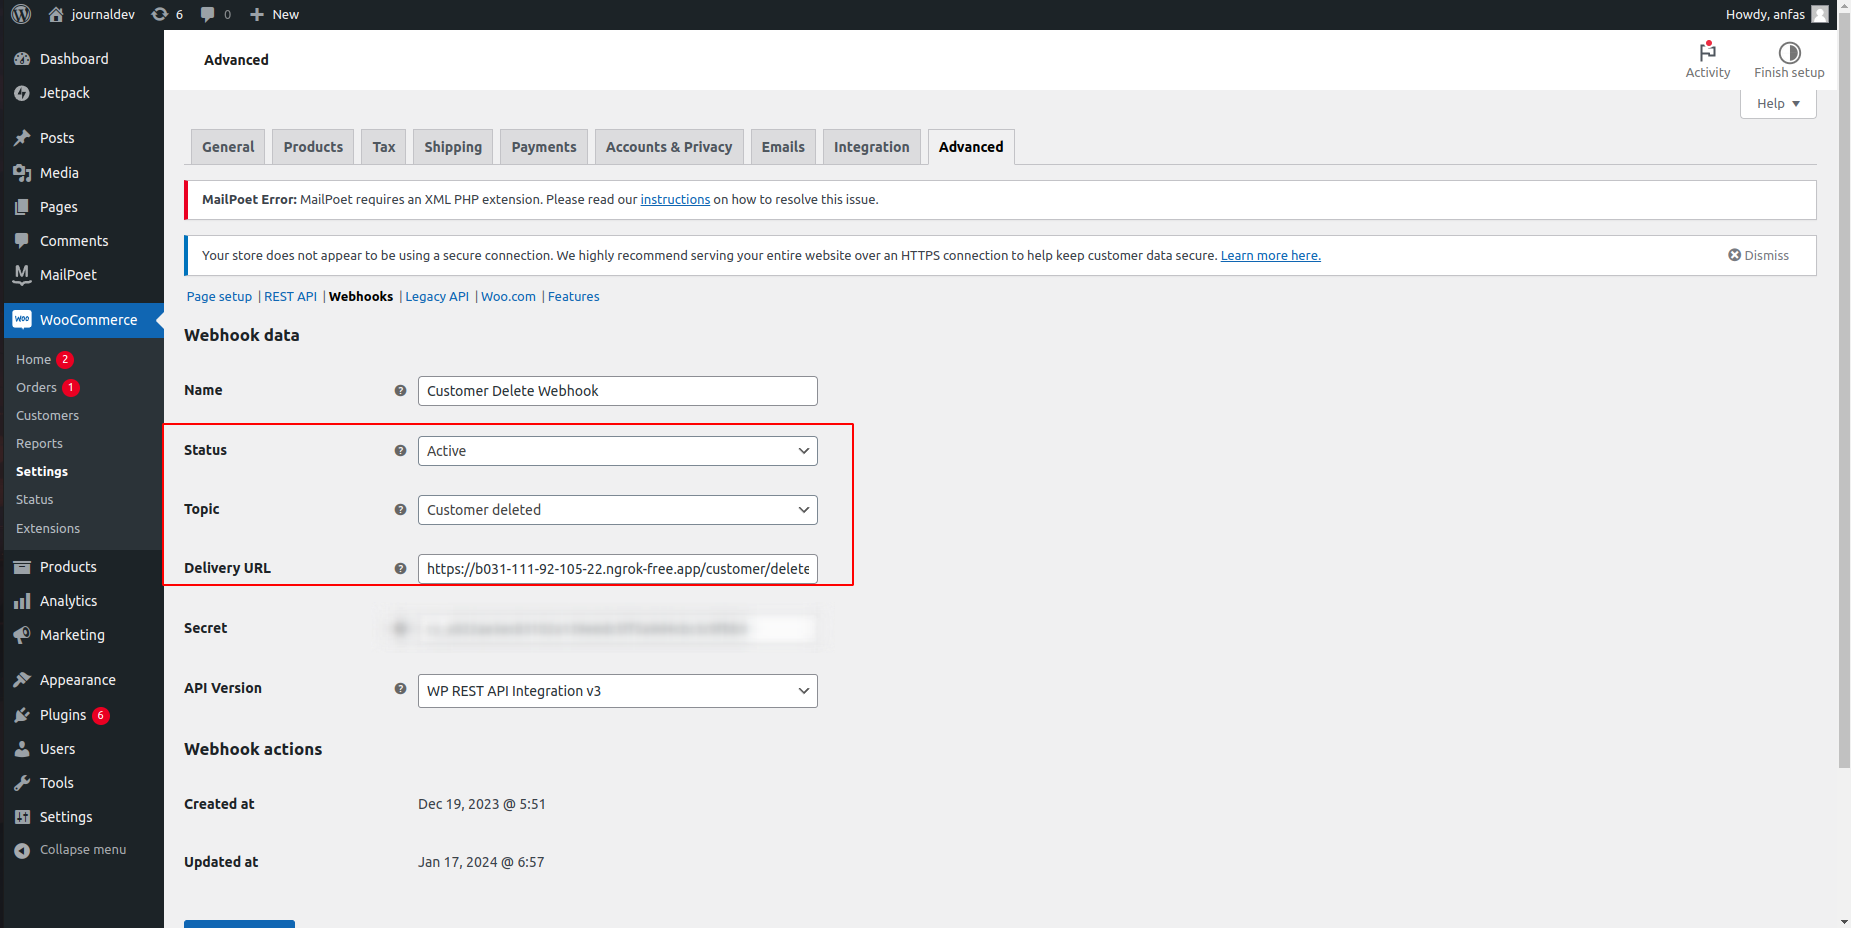 journaldev 6 0 New Howdy, anfas
Dashboard
Jetpack
Posts
Media
Pages
Comments
MailPoet
WooCommerce
Home 2
Orders 1
Customers
Reports
Settings
Status
Extensions
Products
Analytics
Marketing
Appearance
Plugins 6
Users
Tools
Settings
Collapse menu
Advanced
Activity Finish setup
Help
General Products Tax Shipping Payments Accounts & Privacy Emails Integration Advanced
MailPoet Error: MailPoet requires an XML PHP extension. Please read our instructions on how to resolve this issue.
Your store does not appear to be using a secure connection. We highly recommend serving your entire website over an HTTPS connection to help keep customer data secure. Learn more here. Dismiss
Page setup | REST API | Webhooks | Legacy API | Woo.com | Features
Webhook data
Name Customer Delete Webhook
Status Active
Topic Customer deleted
Delivery URL https://b031-111-92-105-22.ngrok-free.app/customer/delete
Secret
API Version WP REST API Integration v3
Webhook actions
Created at Dec 19, 2023 @ 5:51
Updated at Jan 17, 2024 @ 6:57